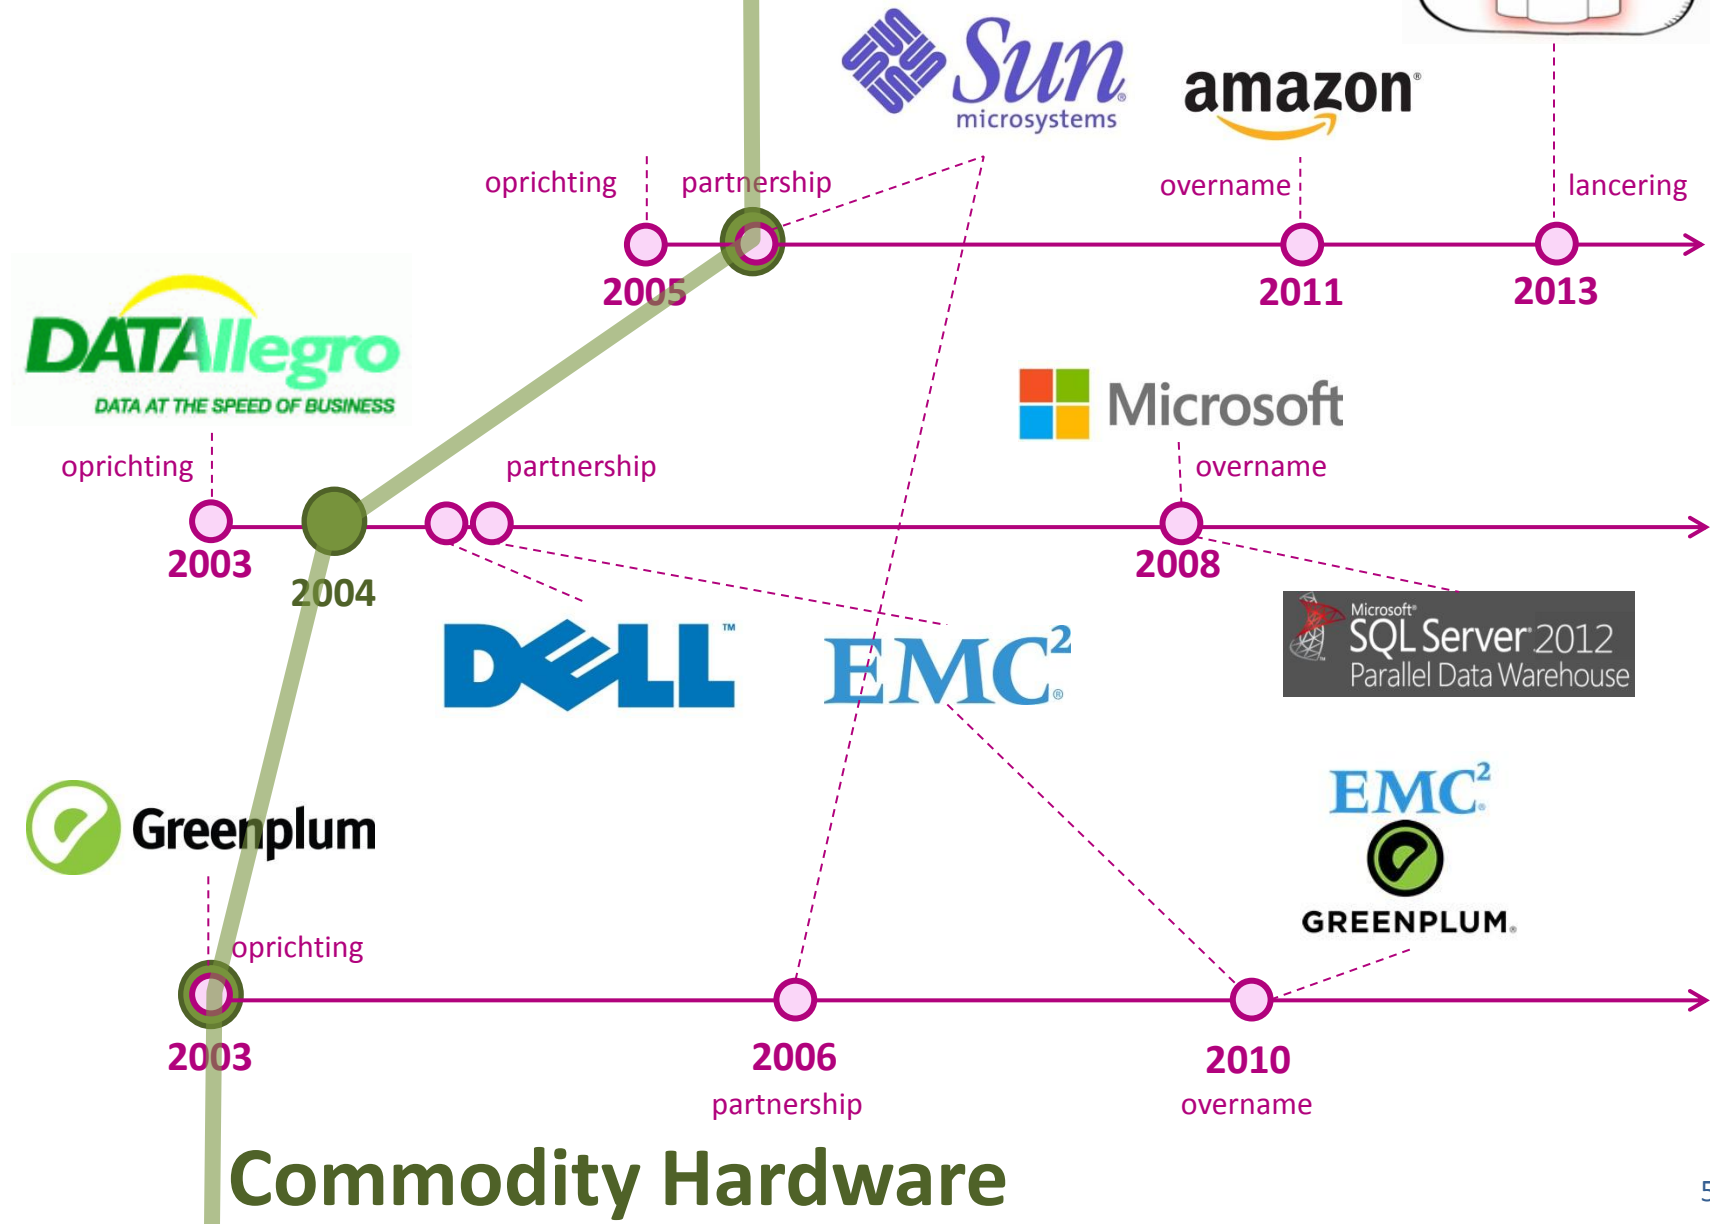 Sun
microsystems
amazon®
oprichting
partnership
overname
lancering
2005
2011
2013
DATAllegro
DATA AT THE SPEED OF BUSINESS
Microsoft
oprichting
partnership
overname
2003
2004
2008
DELL™
EMC²®
Microsoft®
SQL Server® 2012
Parallel Data Warehouse
Greenplum
EMC²®
GREENPLUM®
oprichting
2003
2006
2010
partnership
overname
Commodity Hardware